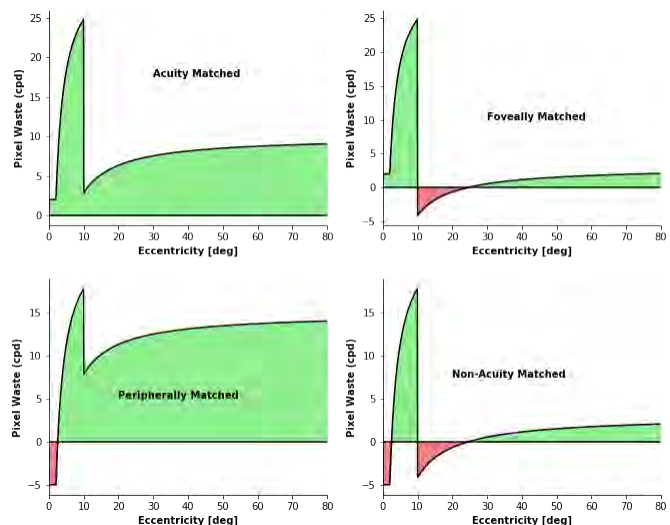 25
20
15
10
5
0
Pixel Waste (cpd)
Acuity Matched
0 10 20 30 40 50 60 70 80
Eccentricity [deg]
25
20
15
10
5
0
−5
Pixel Waste (cpd)
Foveally Matched
0 10 20 30 40 50 60 70 80
Eccentricity [deg]
15
10
5
0
−5
Pixel Waste (cpd)
Peripherally Matched
0 10 20 30 40 50 60 70 80
Eccentricity [deg]
15
10
5
0
−5
Pixel Waste (cpd)
Non-Acuity Matched
0 10 20 30 40 50 60 70 80
Eccentricity [deg]